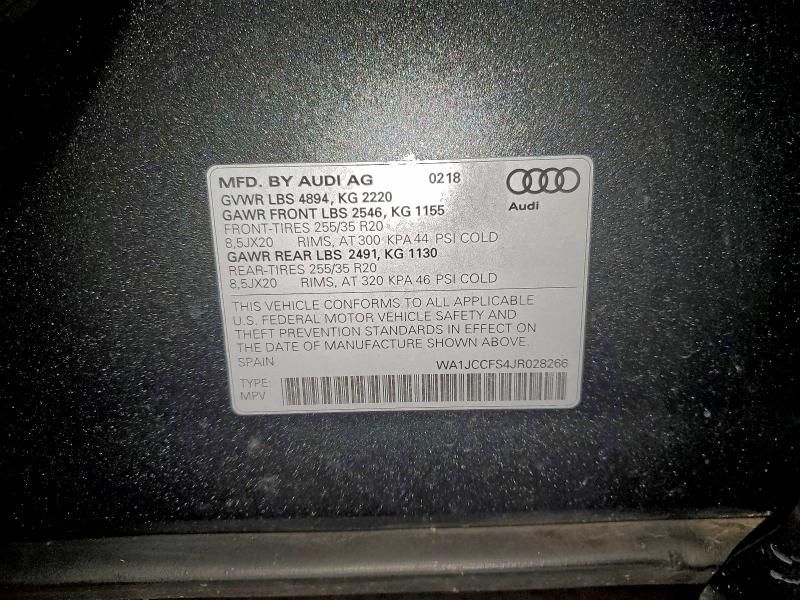 MFD. BY AUDI AG 0218
Audi
GVWR LBS 4894, KG 2220
GAWR FRONT LBS 2546, KG 1155
FRONT-TIRES 255/35 R20
8,5JX20 RIMS, AT 300 KPA 44 PSI COLD
GAWR REAR LBS 2491, KG 1130
REAR-TIRES 255/35 R20
8,5JX20 RIMS, AT 320 KPA 46 PSI COLD
THIS VEHICLE CONFORMS TO ALL APPLICABLE
U.S. FEDERAL MOTOR VEHICLE SAFETY AND
THEFT PREVENTION STANDARDS IN EFFECT ON
THE DATE OF MANUFACTURE SHOWN ABOVE.
SPAIN WA1JCCFS4JR028266
TYPE:
MPV